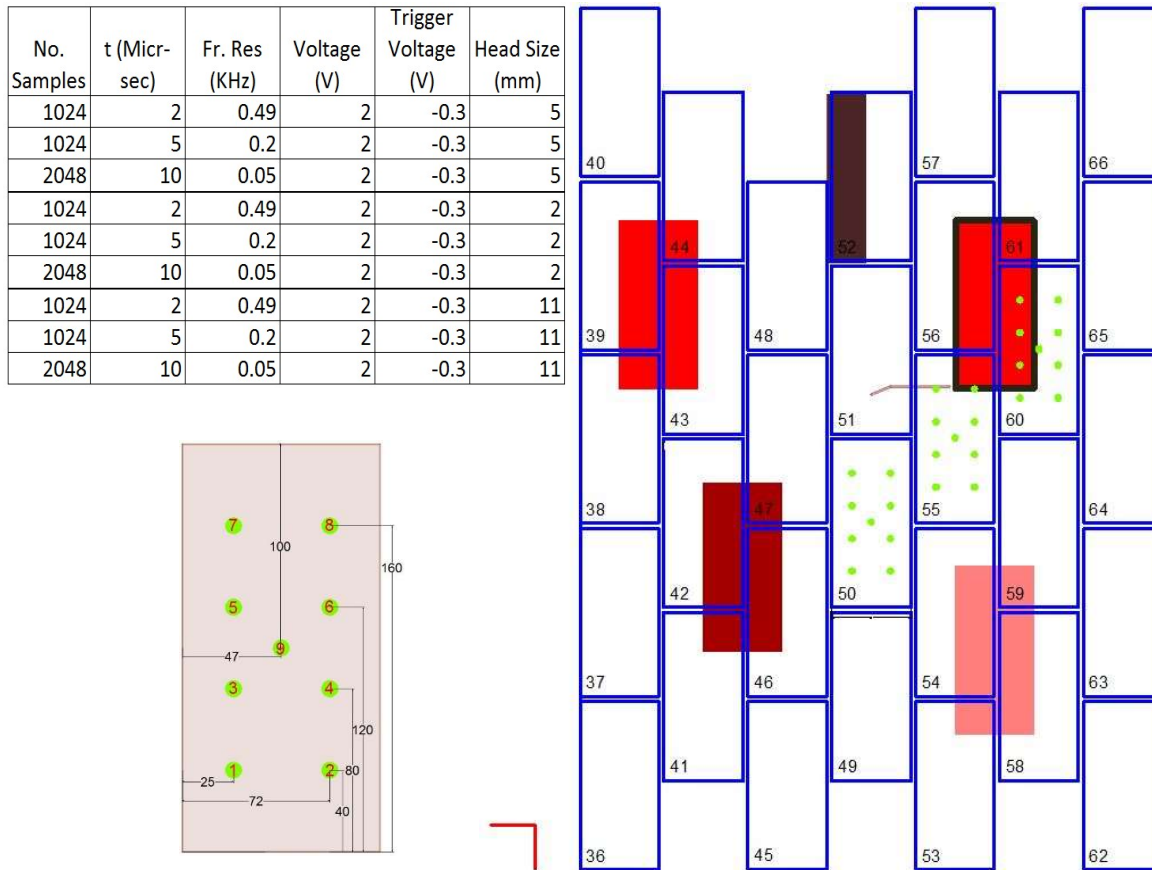 No. Samples t (Micr-sec) Fr. Res (KHz) Voltage (V) Trigger Voltage (V) Head Size (mm)
1024 2 0.49 2 -0.3 5
1024 5 0.2 2 -0.3 5
2048 10 0.05 2 -0.3 5
1024 2 0.49 2 -0.3 2
1024 5 0.2 2 -0.3 2
2048 10 0.05 2 -0.3 2
1024 2 0.49 2 -0.3 11
1024 5 0.2 2 -0.3 11
2048 10 0.05 2 -0.3 11
7 8
100
160
5 6
9
47
3 4
120
1 2 80
25
72
40
40 57 66
44 52 61
39 48 56 65
43 51 60
38 47 55 64
42 50 59
37 46 54 63
41 49 58
36 45 53 62